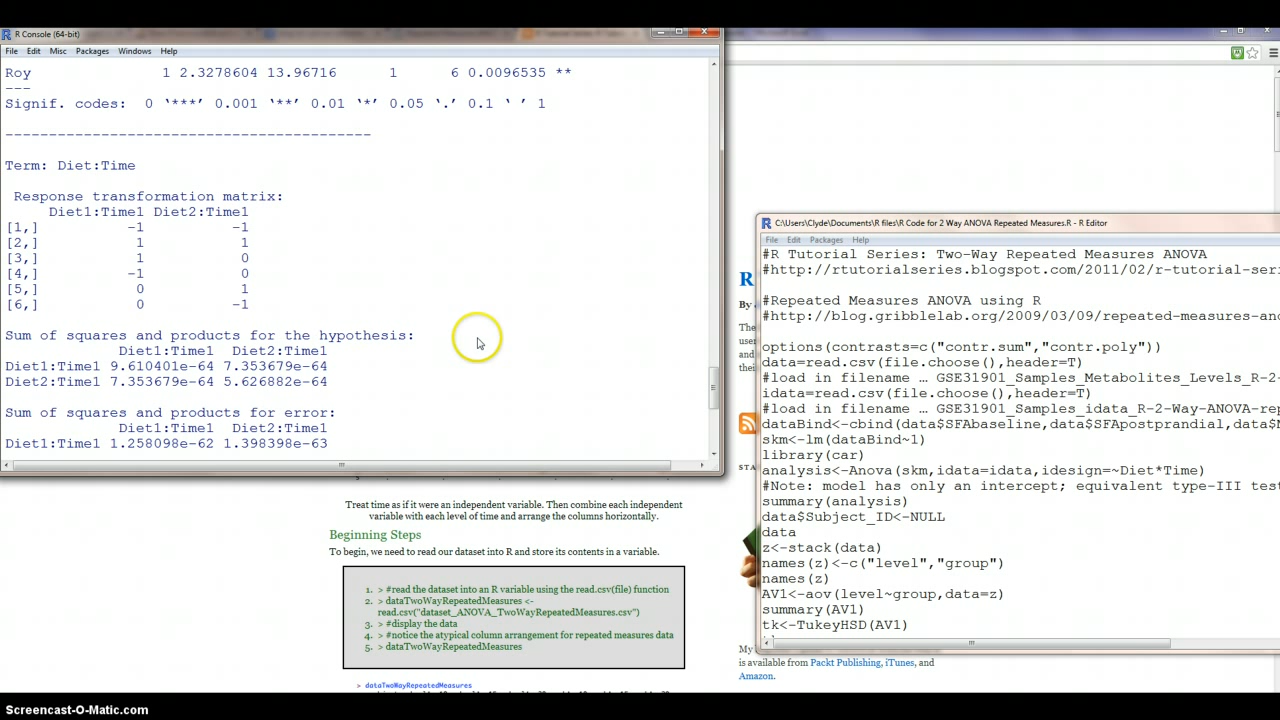 R Console (64-bit)
File Edit Misc Packages Windows Help
Roy 1 2.3278604 13.96716 1 6 0.0096535 **
---
Signif. codes: 0 ‘***’ 0.001 ‘**’ 0.01 ‘*’ 0.05 ‘.’ 0.1 ‘ ’ 1
------------------------------------------
Term: Diet:Time
Response transformation matrix:
Diet1:Time1 Diet2:Time1
[1,] -1 -1
[2,] 1 1
[3,] 1 0
[4,] -1 0
[5,] 0 1
[6,] 0 -1
Sum of squares and products for the hypothesis:
Diet1:Time1 Diet2:Time1
Diet1:Time1 9.610401e-64 7.353679e-64
Diet2:Time1 7.353679e-64 5.626882e-64
Sum of squares and products for error:
Diet1:Time1 Diet2:Time1
Diet1:Time1 1.258098e-62 1.398398e-63
C:\Users\Clyde\Documents\R files\R Code for 2 Way ANOVA Repeated Measures.R - R Editor
File Edit Packages Help
#R Tutorial Series: Two-Way Repeated Measures ANOVA
#http://rtutorialseries.blogspot.com/2011/02/r-tutorial-seri
#Repeated Measures ANOVA using R
#http://blog.gribblelab.org/2009/03/09/repeated-measures-an
options(contrasts=c("contr.sum","contr.poly"))
data=read.csv(file.choose(),header=T)
#load in filename … GSE31901_Samples_Metabolites_Levels_R-2-
idata=read.csv(file.choose(),header=T)
#load in filename … GSE31901_Samples_idata_R-2-Way-ANOVA-rep
dataBind<-cbind(data$SFAbaseline,data$SFApostprandial,data$
skm<-lm(dataBind~1)
library(car)
analysis<-Anova(skm,idata=idata,idesign=~Diet*Time)
#Note: model has only an intercept; equivalent type-III test
summary(analysis)
data$Subject_ID<-NULL
data
z<-stack(data)
names(z)<-c("level","group")
names(z)
AV1<-aov(level~group,data=z)
summary(AV1)
tk<-TukeyHSD(AV1)
Treat time as if it were an independent variable. Then combine each independent
variable with each level of time and arrange the columns horizontally.
Beginning Steps
To begin, we need to read our dataset into R and store its contents in a variable.
1. > #read the dataset into an R variable using the read.csv(file) function
2. > dataTwoWayRepeatedMeasures <-
read.csv("dataset_ANOVA_TwoWayRepeatedMeasures.csv")
3. > #display the data
4. > #notice the atypical column arrangement for repeated measures data
5. > dataTwoWayRepeatedMeasures
> dataTwoWayRepeatedMeasures
R
By
The
My
is available from Packt Publishing, iTunes, and
Amazon.
Screencast-O-Matic.com